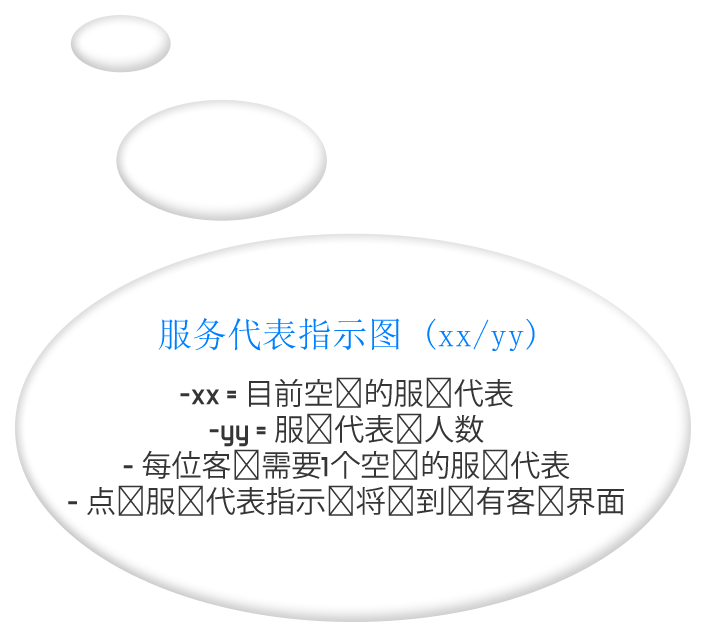 服务代表指示图 (xx/yy)
-xx = 目前空的服代表
-yy = 服代表人数
- 每位客需要1个空的服代表
- 点服代表指示将到有客界面